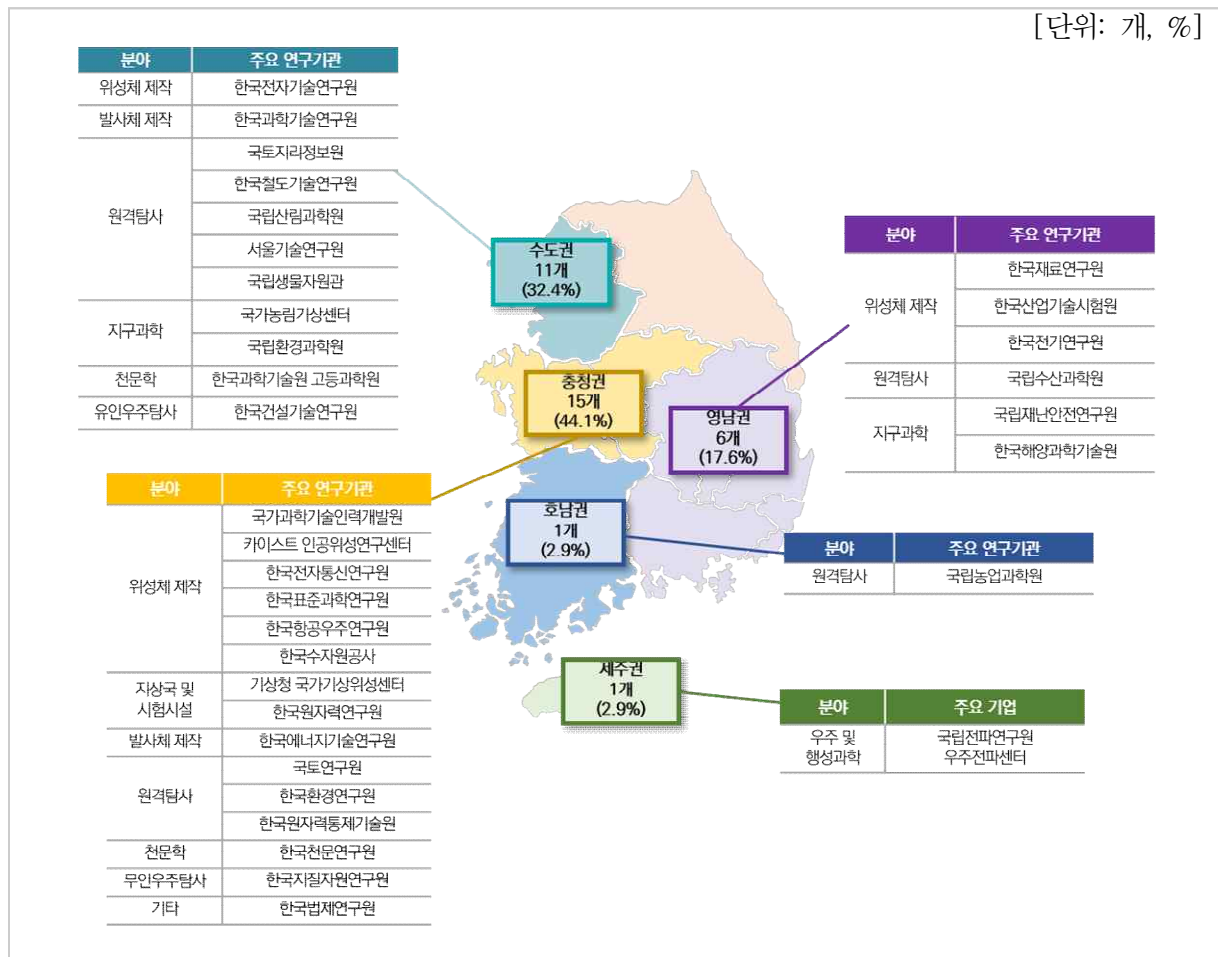 [단위: 개, %]
분야 주요 연구기관
위성체 제작 한국전자기술연구원
발사체 제작 한국과학기술연구원
원격탐사 국토지리정보원
한국철도기술연구원
국립산림과학원
서울기술연구원
국립생물자원관
지구과학 국가농림기상센터
국립환경과학원
천문학 한국과학기술원 고등과학원
유인우주탐사 한국건설기술연구원
수도권
11개
(32.4%)
분야 주요 연구기관
위성체 제작 한국재료연구원
한국산업기술시험원
한국전기연구원
원격탐사 국립수산과학원
지구과학 국립재난안전연구원
한국해양과학기술원
충청권
15개
(44.1%)
영남권
6개
(17.6%)
분야 주요 연구기관
위성체 제작 국가과학기술인력개발원
카이스트 인공위성연구센터
한국전자통신연구원
한국표준과학연구원
한국항공우주연구원
한국수자원공사
지상국 및
시험시설
기상청 국가기상위성센터
한국원자력연구원
발사체 제작 한국에너지기술연구원
원격탐사 국토연구원
한국환경연구원
한국원자력통제기술원
천문학 한국천문연구원
무인우주탐사 한국지질자원연구원
기타 한국법제연구원
호남권
1개
(2.9%)
분야 주요 연구기관
원격탐사 국립농업과학원
제주권
1개
(2.9%)
분야 주요 기업
우주 및
행성과학
국립전파연구원
우주전파센터